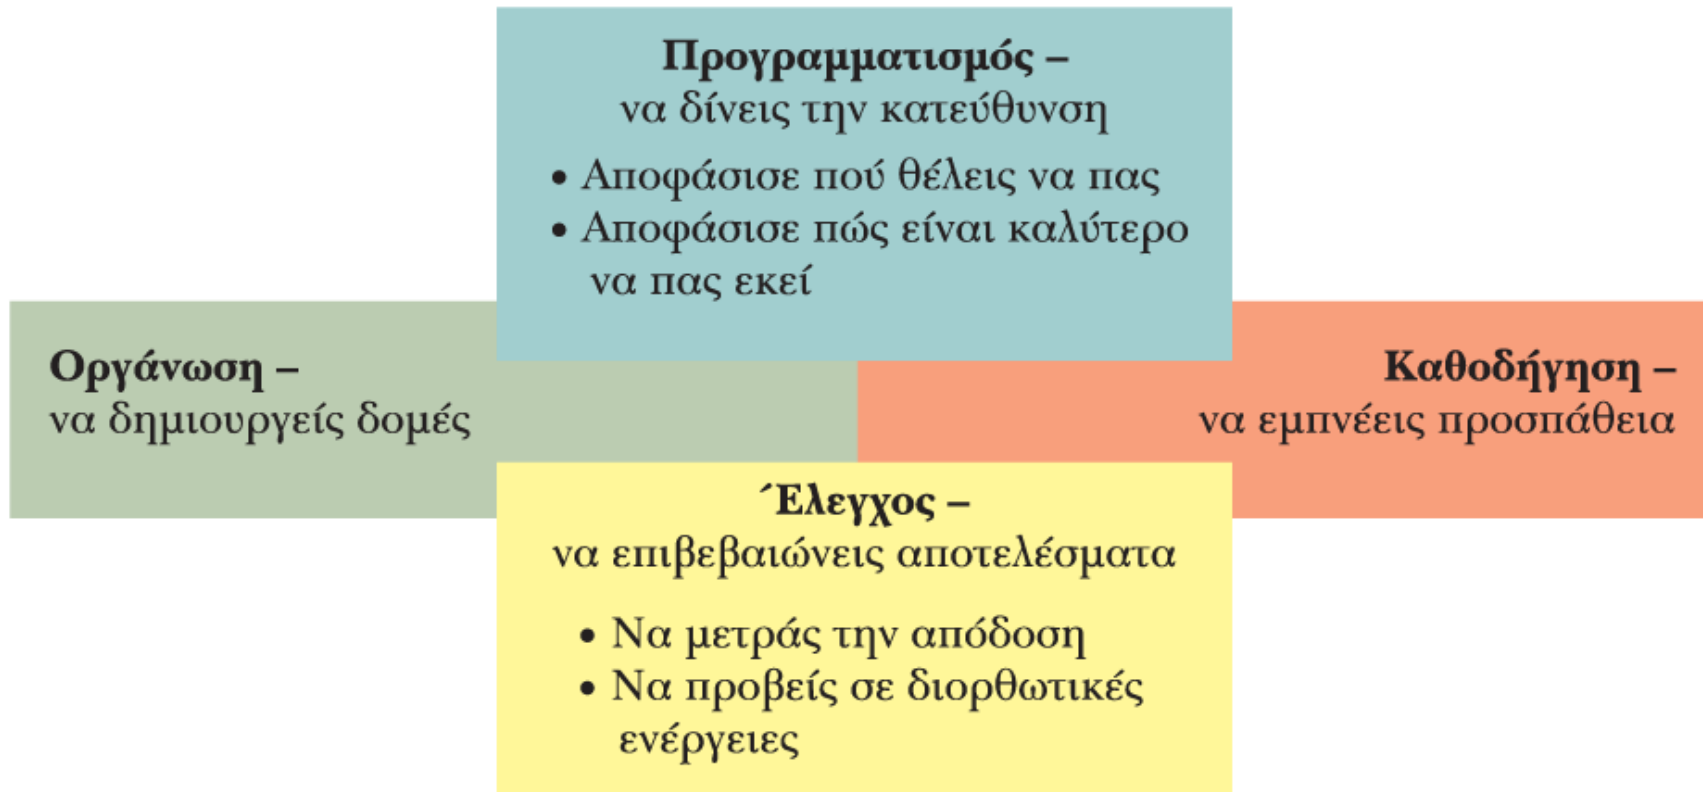 Προγραμματισμός –
να δίνεις την κατεύθυνση
• Αποφάσισε πού θέλεις να πας
• Αποφάσισε πώς είναι καλύτερο
να πας εκεί
Οργάνωση –
να δημιουργείς δομές
Καθοδήγηση –
να εμπνέεις προσπάθεια
Έλεγχος –
να επιβεβαιώνεις αποτελέσματα
• Να μετράς την απόδοση
• Να προβείς σε διορθωτικές
ενέργειες